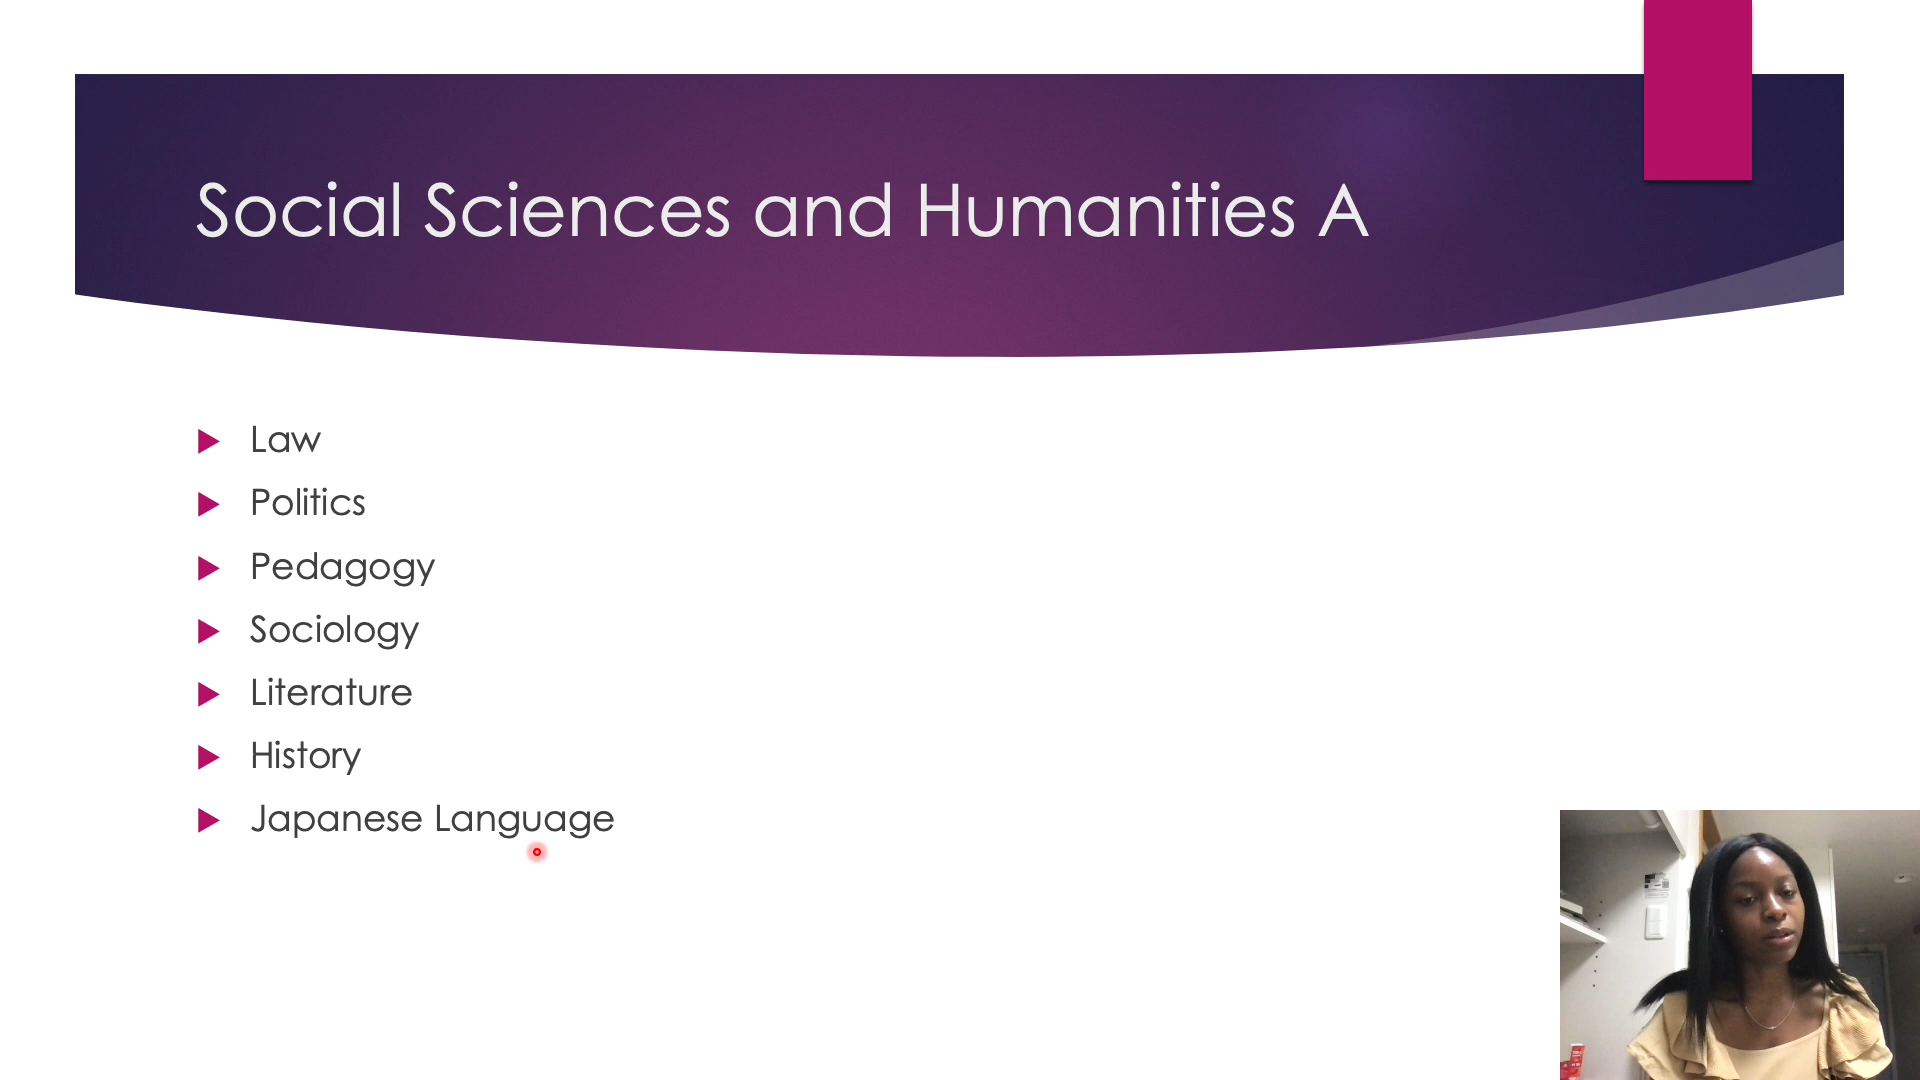 Social Sciences and Humanities A
Law
Politics
Pedagogy
Sociology
Literature
History
Japanese Language